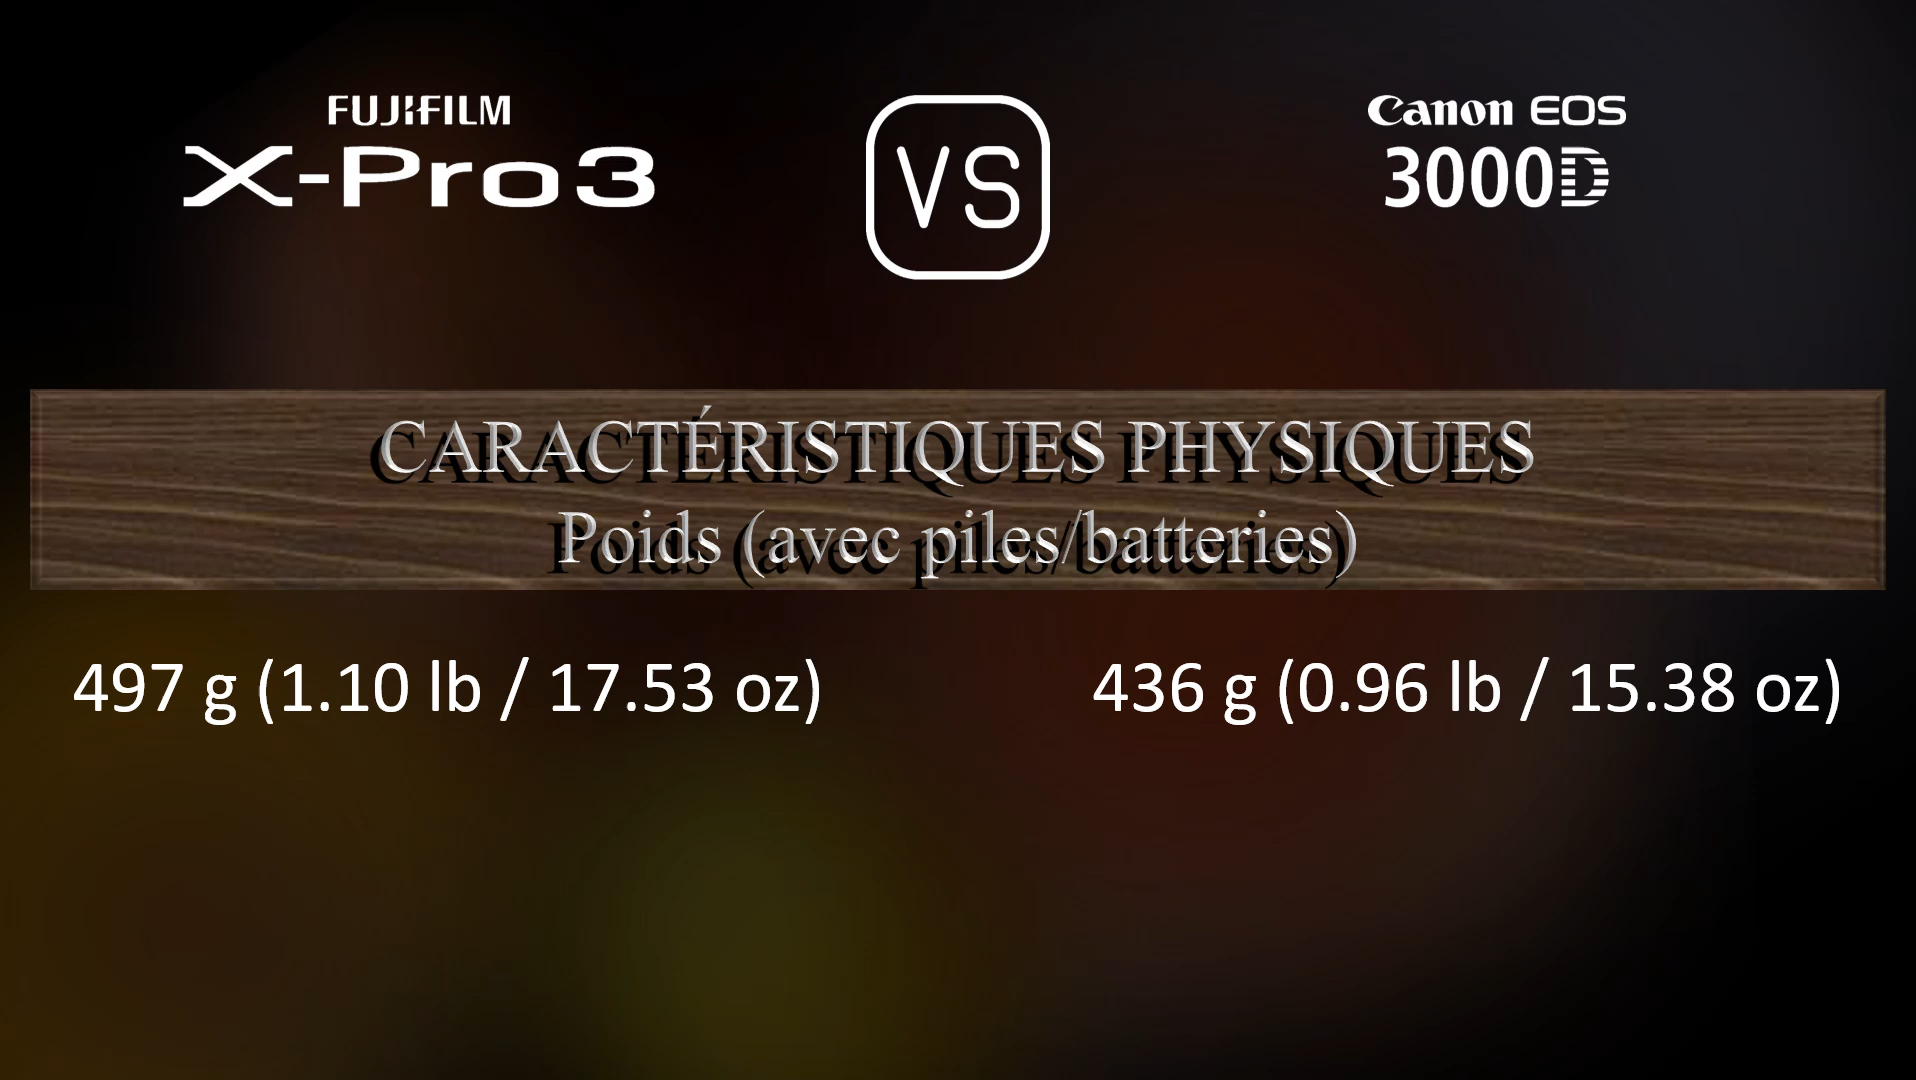 FUJIFILM
X-Pro3
VS
Canon EOS
3000D
CARACTÉRISTIQUES PHYSIQUES
Poids (avec piles/batteries)
497 g (1.10 lb / 17.53 oz)
436 g (0.96 lb / 15.38 oz)